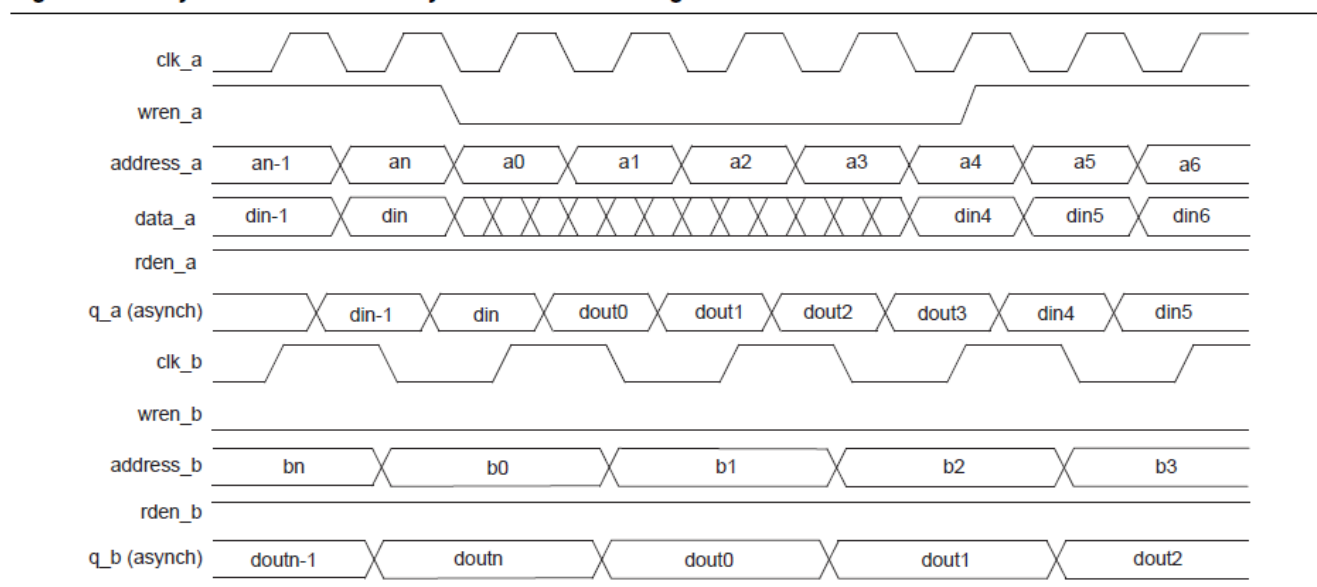 clk_a
wren_a
address_a an-1 an a0 a1 a2 a3 a4 a5 a6
data_a din-1 din din4 din5 din6
rden_a
q_a (asynch) din-1 din dout0 dout1 dout2 dout3 din4 din5
clk_b
wren_b
address_b bn b0 b1 b2 b3
rden_b
q_b (asynch) doutn-1 doutn dout0 dout1 dout2